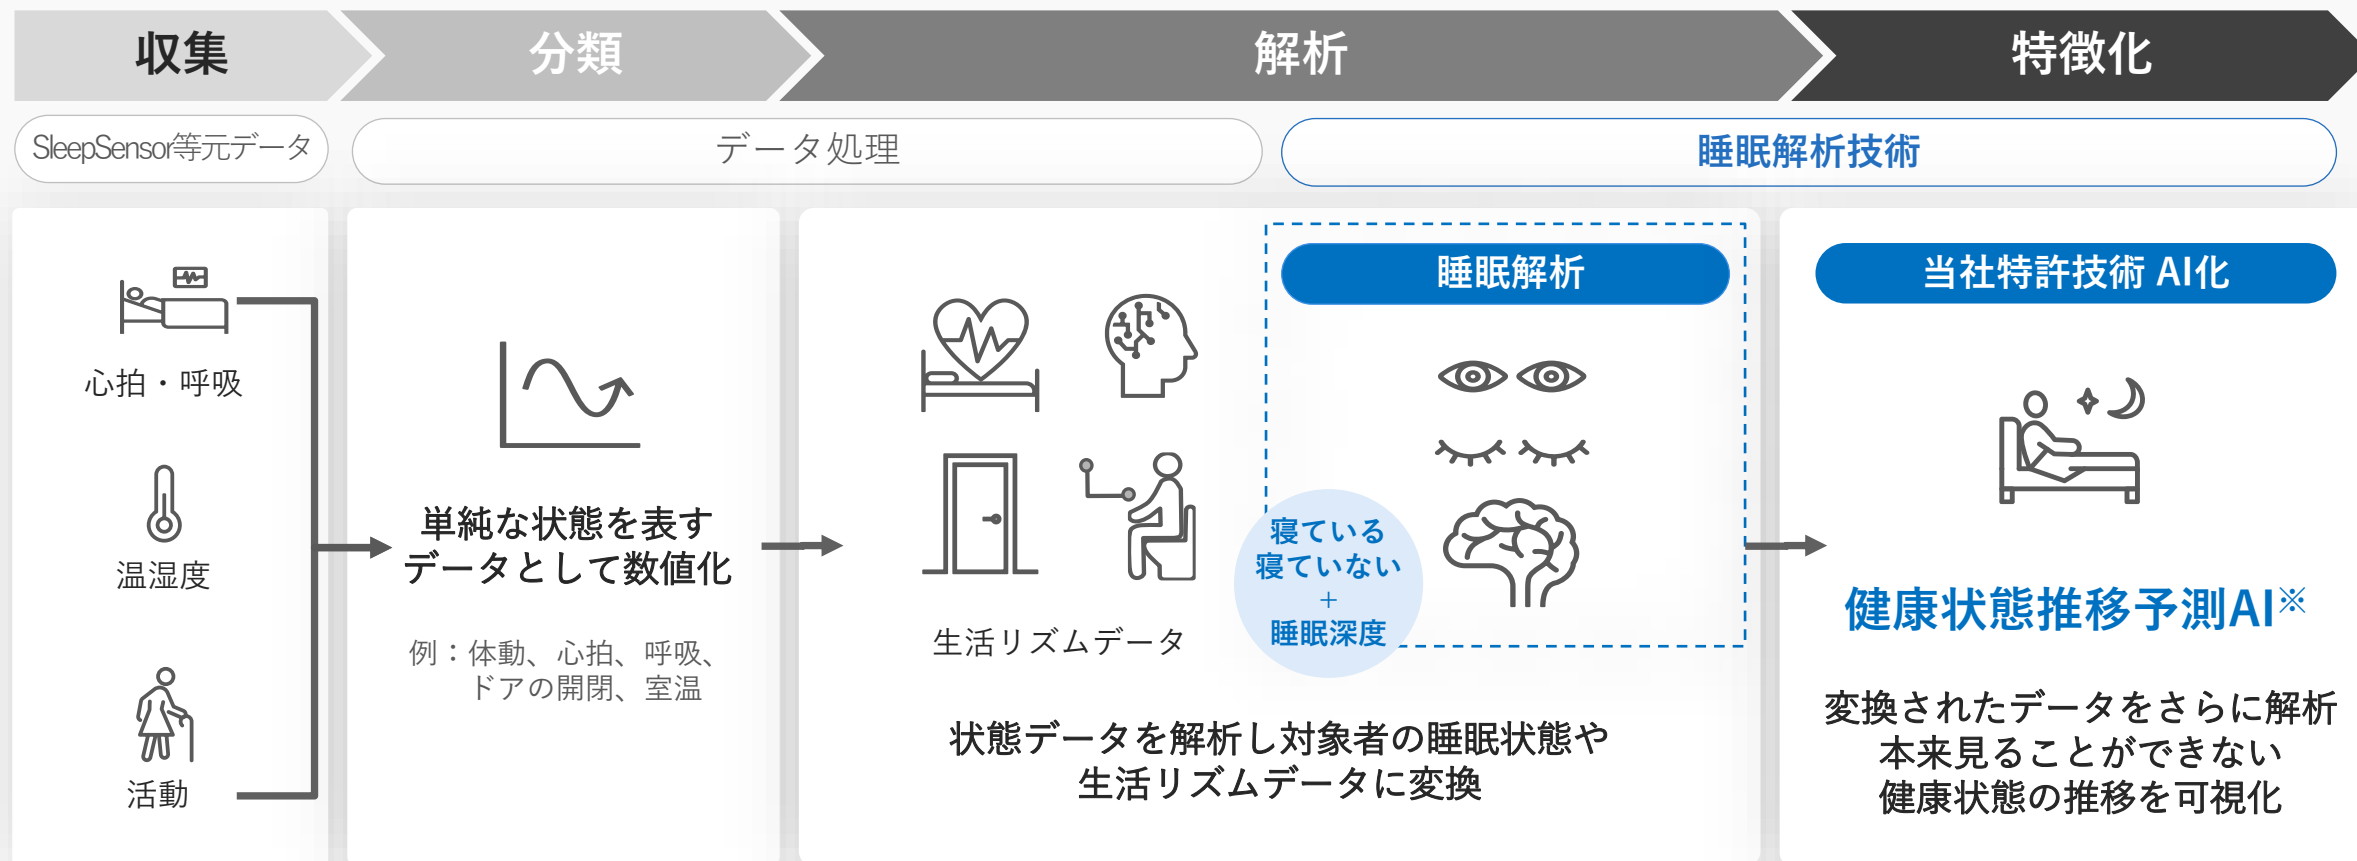 収集
分類
解析
特徴化
SleepSensor等元データ
データ処理
睡眠解析技術
心拍・呼吸
温湿度
活動
単純な状態を表す
データとして数値化
例：体動、心拍、呼吸、
ドアの開閉、室温
生活リズムデータ
睡眠解析
寝ている
寝ていない
+
睡眠深度
状態データを解析し対象者の睡眠状態や
生活リズムデータに変換
当社特許技術 AI化
健康状態推移予測AI※
変換されたデータをさらに解析
本来見ることができない
健康状態の推移を可視化